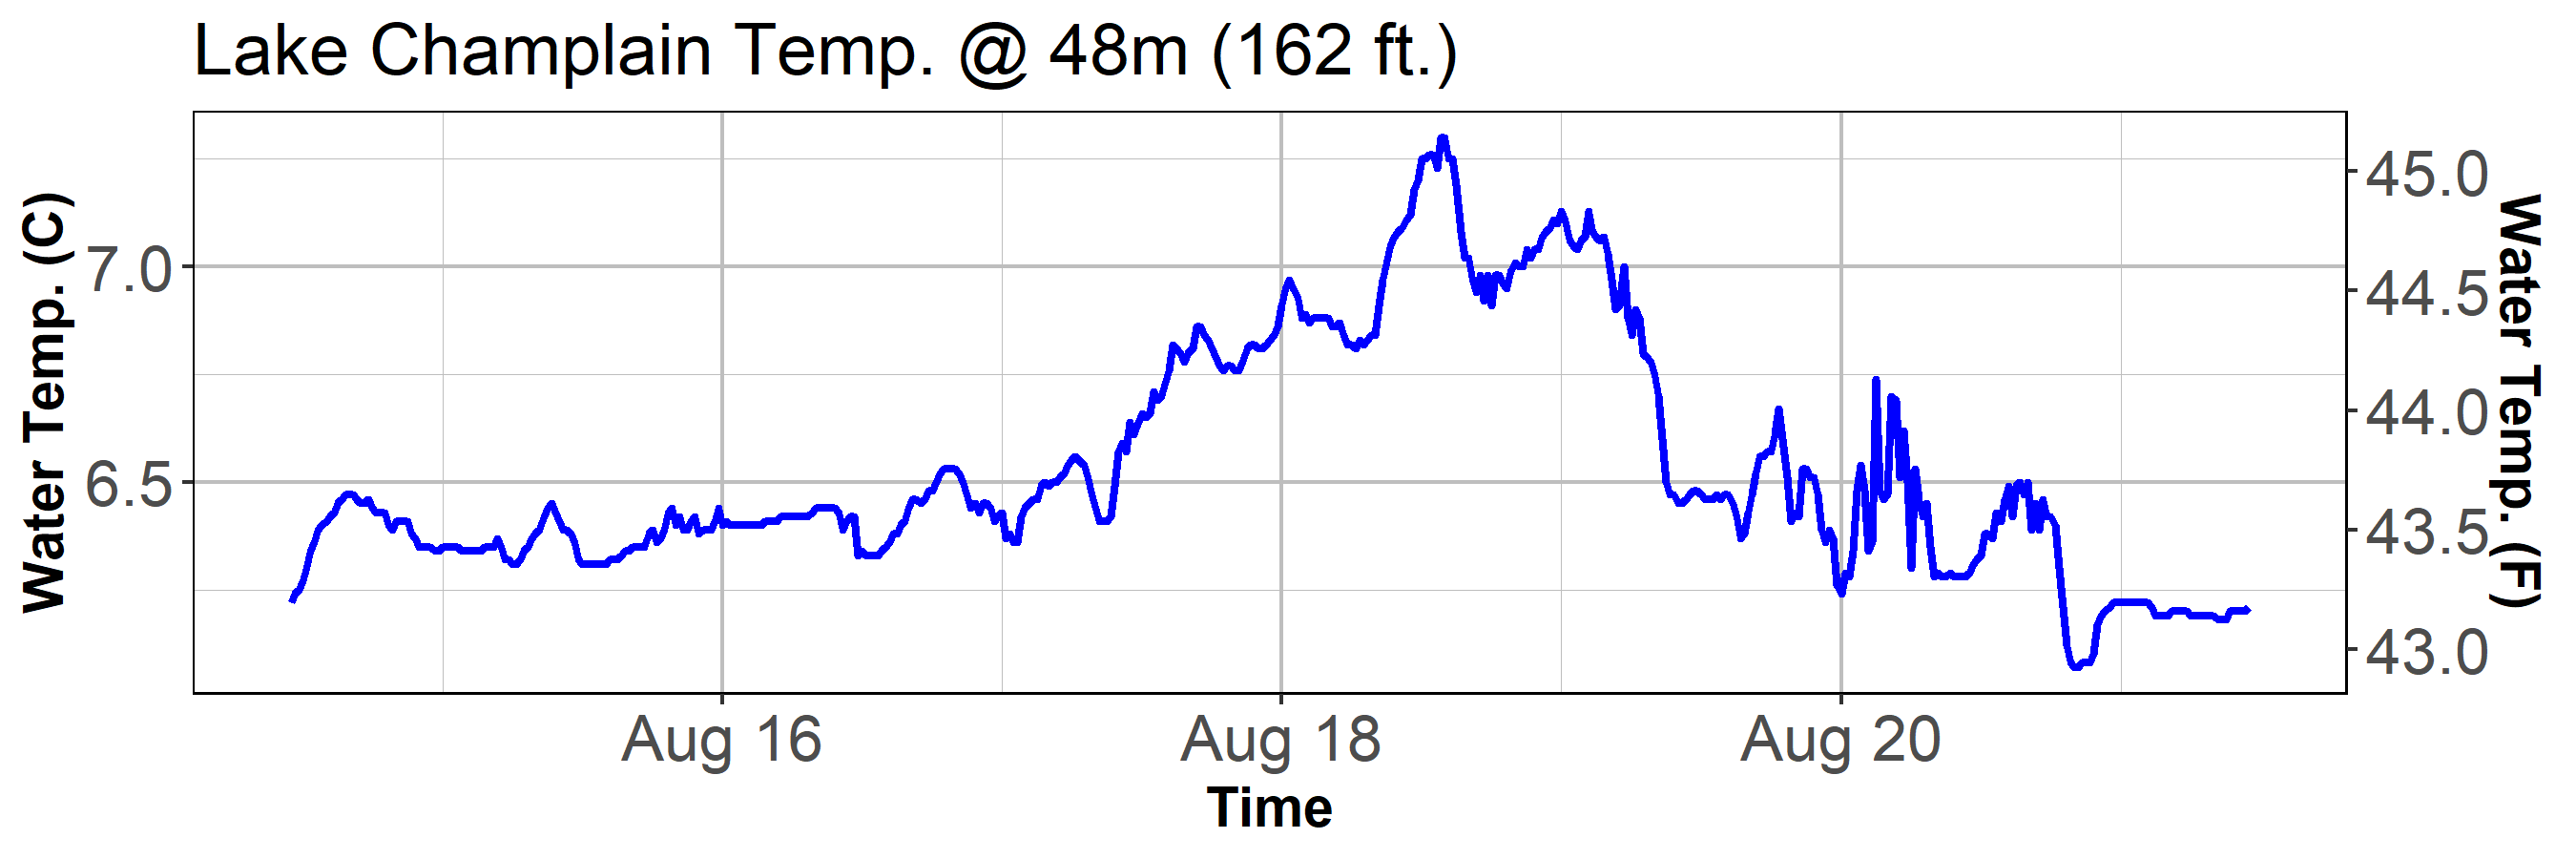 Lake Champlain Temp. @ 48m (162 ft.)
Water Temp. (C)
7.0
6.5
45.0
44.5
44.0
43.5
43.0
Water Temp. (F)
Aug 16 Aug 18 Aug 20
Time